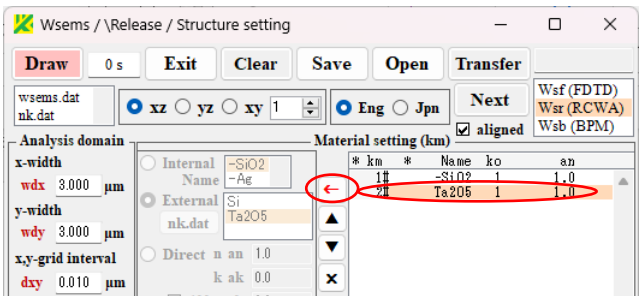 Wsems / \Release / Structure setting
Draw 0 s Exit Clear Save Open Transfer
wsems.dat
nk.dat
xz yz xy 1 Eng Jpn Next
aligned
Wsf (FDTD)
Wsr (RCWA)
Wsb (BPM)
Analysis domain
x-width
wdx 3.000 μm
y-width
wdy 3.000 μm
x,y-grid interval
dxy 0.010 μm
Internal Name
-SiO2
-Ag
External
nk.dat
Si
Ta2O5
Direct n an 1.0
k ak 0.0
←
▲
▼
x
Material setting (km)
* km * Name ko an
1# -SiO2 1 1.0
2# Ta2O5 1 1.0